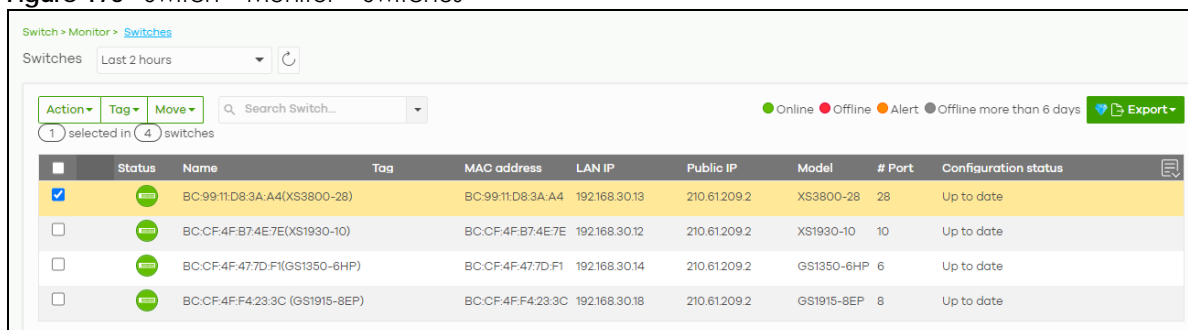 Switch > Monitor > Switches
Switches Last 2 hours
Action Tag Move Search Switch... Online Offline Alert Offline more than 6 days Export
1 selected in 4 switches
Status Name Tag MAC address LAN IP Public IP Model # Port Configuration status
BC:99:11:D8:3A:A4(XS3800-28) BC:99:11:D8:3A:A4 192.168.30.13 210.61.209.2 XS3800-28 28 Up to date
BC:CF:4F:B7:4E:7E(XS1930-10) BC:CF:4F:B7:4E:7E 192.168.30.12 210.61.209.2 XS1930-10 10 Up to date
BC:CF:4F:47:7D:F1(GS1350-6HP) BC:CF:4F:47:7D:F1 192.168.30.14 210.61.209.2 GS1350-6HP 6 Up to date
BC:CF:4F:F4:23:3C (GS1915-8EP) BC:CF:4F:F4:23:3C 192.168.30.18 210.61.209.2 GS1915-8EP 8 Up to date